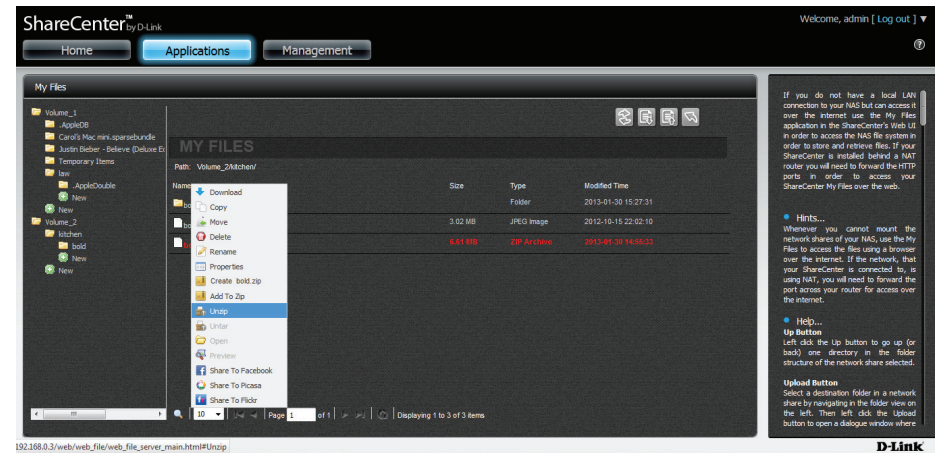 ShareCenter™ by D-Link
Welcome, admin [ Log out ] ▼
Home
Applications
Management
My Files
Volume_1
.AppleDB
Carol's Mac mini.sparsebundle
Justin Bieber - Believe (Deluxe Ec
Temporary Items
law
.AppleDouble
New
New
Volume_2
kitchen
bold
New
New
MY FILES
Path: Volume_2/kitchen/
Name
Size
Type
Modified Time
bo
Folder
2013-01-30 15:27:31
bo
3.02 MB
JPEG Image
2012-10-15 22:02:10
6.61 MB
ZIP Archive
2013-01-30 14:56:33
Download
Copy
Move
Delete
Rename
Properties
Create bold.zip
Add To Zip
Unzip
Untar
Open
Preview
Share To Facebook
Share To Picasa
Share To Flickr
10
Page 1 of 1
Displaying 1 to 3 of 3 items
If you do not have a local LAN
connection to your NAS but can access it
over the internet use the My Files
application in the ShareCenter's Web UI
in order to access the NAS file system in
order to store and retrieve files. If your
ShareCenter is installed behind a NAT
router you will need to forward the HTTP
ports in order to access your
ShareCenter My Files over the web.
Hints...
Whenever you cannot mount the
network shares of your NAS, use the My
Files to access the files using a browser
over the internet. If the network, that
your ShareCenter is connected to, is
using NAT, you will need to forward the
port across your router for access over
the internet.
Help...
Up Button
Left click the Up button to go up (or
back) one directory in the folder
structure of the network share selected.
Upload Button
Select a destination folder in a network
share by navigating in the folder view on
the left. Then left click the Upload
button to open a dialogue window where
192.168.0.3/web/web_file/web_file_server_main.html#Unzip
D-Link